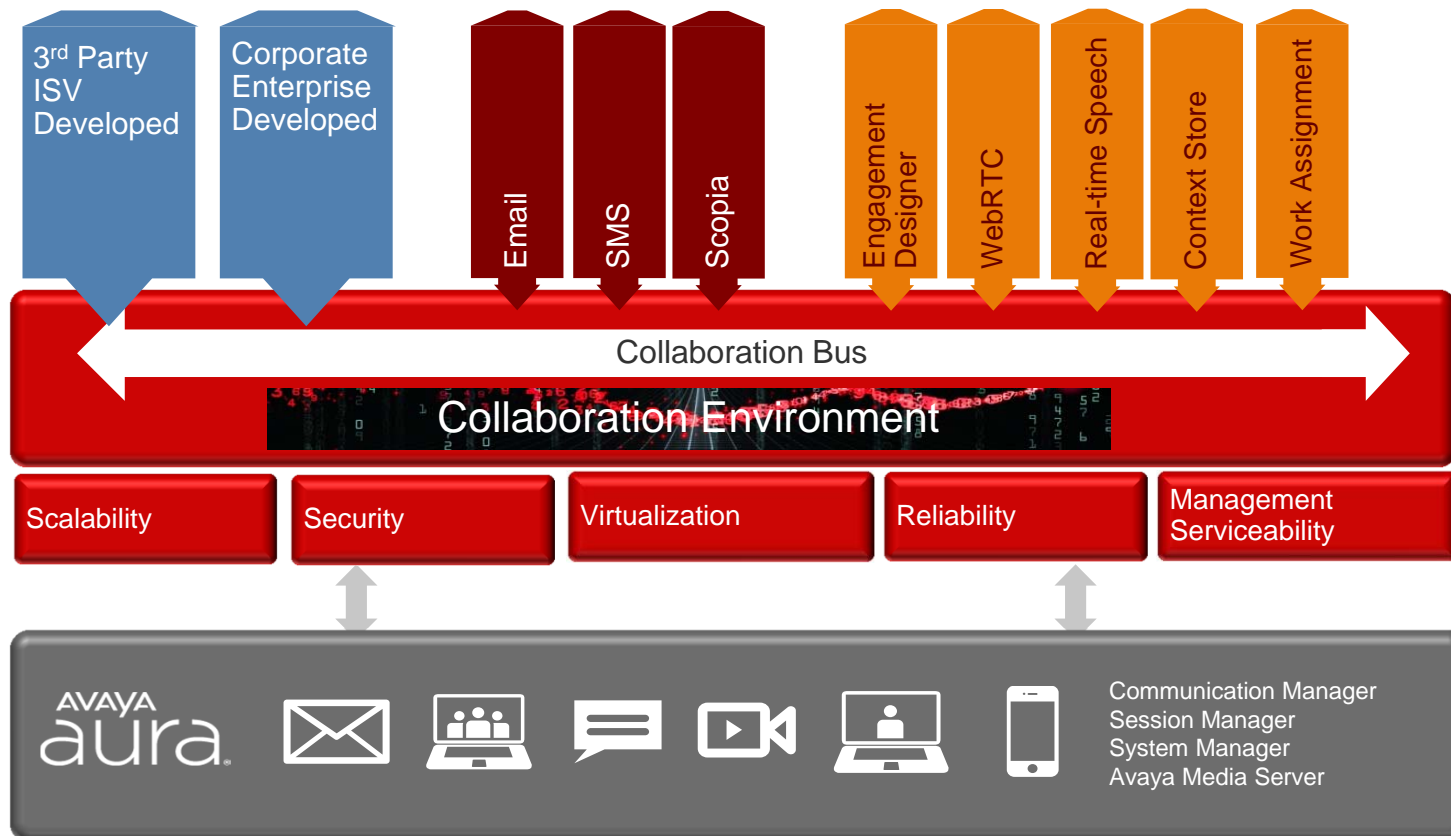 3rd Party
ISV
Developed
Corporate
Enterprise
Developed
Email
SMS
Scopia
Engagement
Designer
WebRTC
Real-time Speech
Context Store
Work Assignment
Collaboration Bus
Collaboration Environment
Scalability
Security
Virtualization
Reliability
Management
Serviceability
AVAYA
aura.
Communication Manager
Session Manager
System Manager
Avaya Media Server